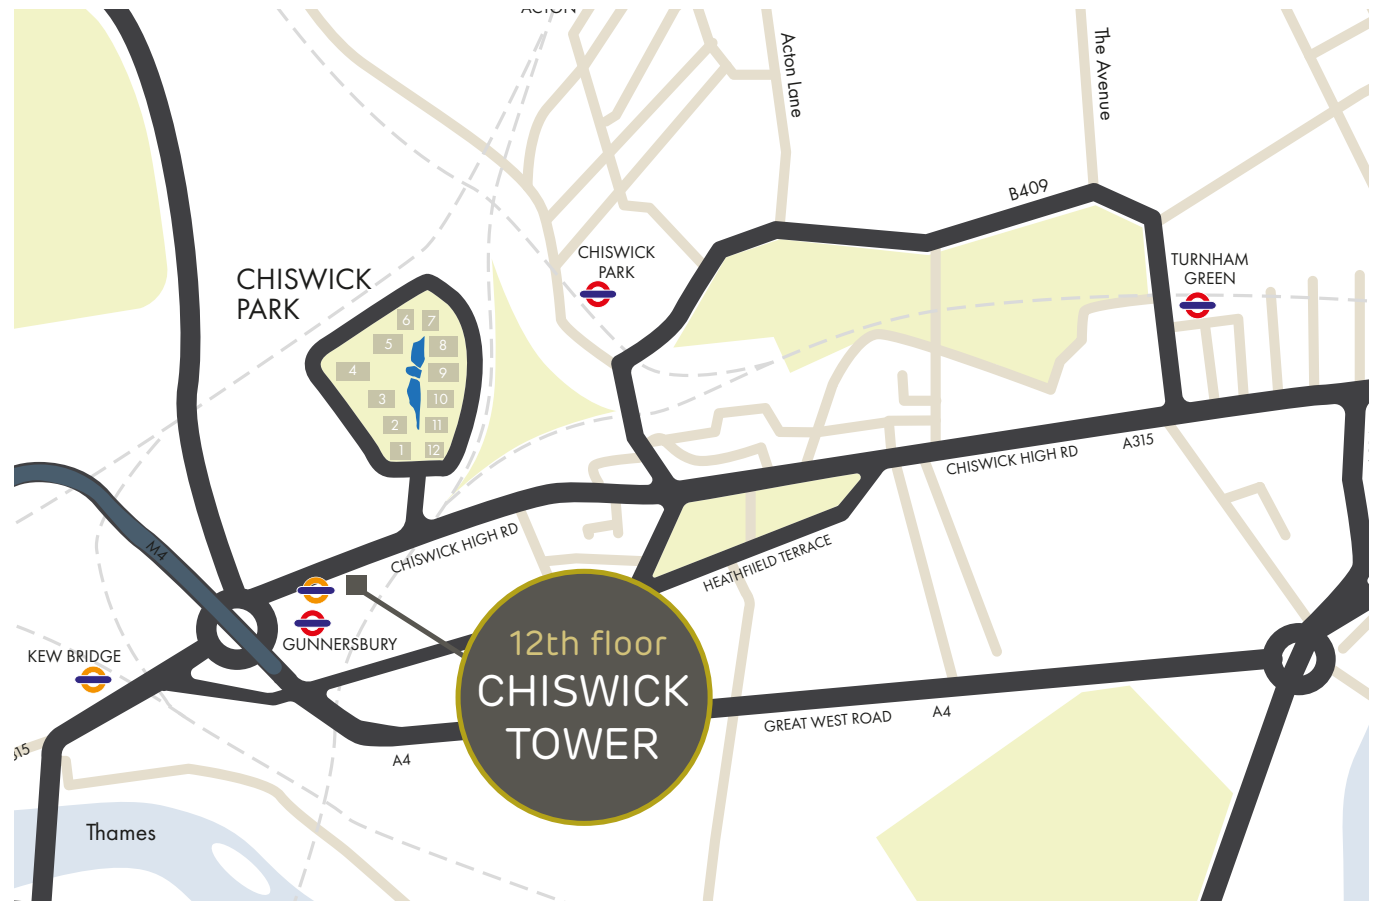 ACTON
Acton Lane
The Avenue
B409
CHISWICK
PARK
TURNHAM
GREEN
CHISWICK
PARK
6
7
5
8
4
9
3
10
2
11
1
12
A315
CHISWICK HIGH RD
CHISWICK HIGH RD
HEATHFIIELD TERRACE
M4
GUNNERSBURY
KEW BRIDGE
12th floor
CHISWICK
TOWER
GREAT WEST ROAD
A4
A4
315
Thames